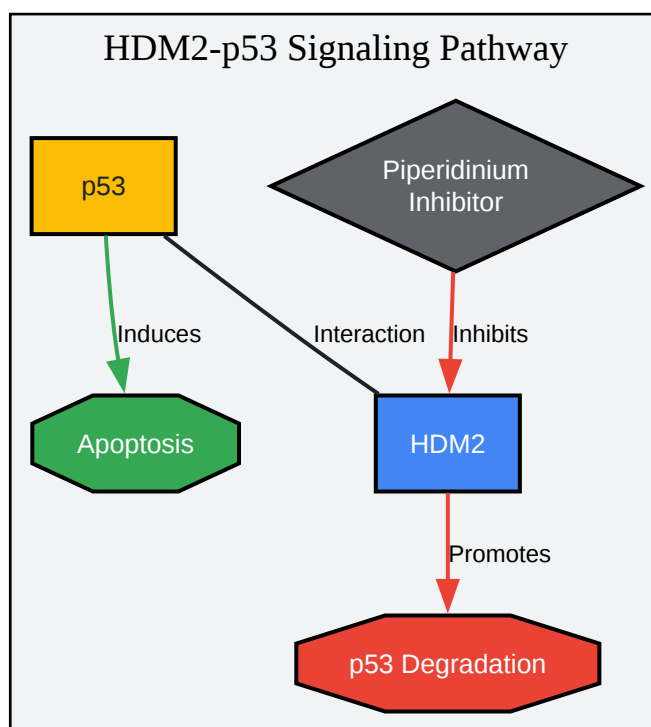 HDM2-p53 Signaling Pathway
p53
Piperidinium
Inhibitor
Induces
Interaction
Inhibits
Apoptosis
HDM2
Promotes
p53 Degradation